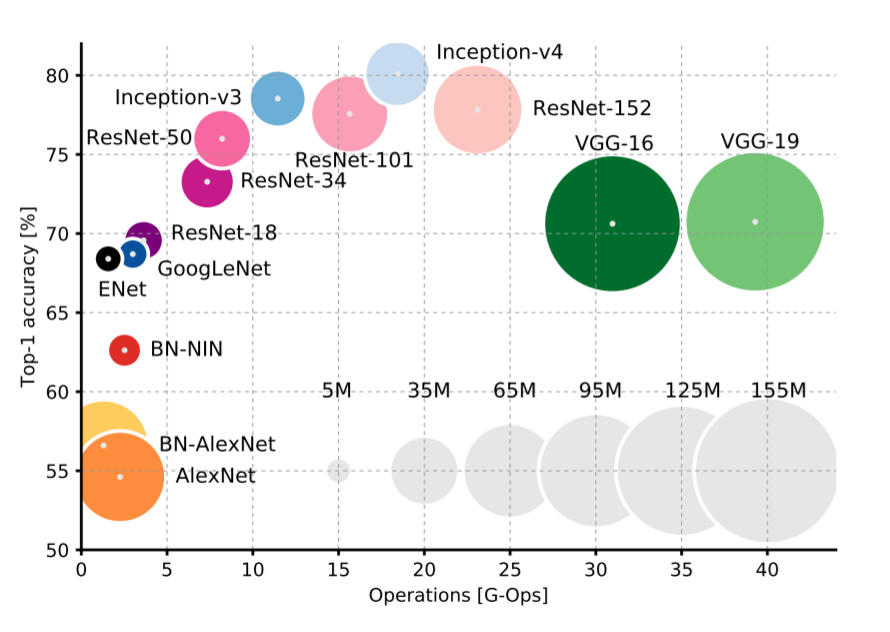 Inception-v4
80
Inception-v3
ResNet-152
ResNet-50
VGG-16
VGG-19
75
ResNet-101
ResNet-34
70
ResNet-18
GoogLeNet
ENet
65
Top-1 accuracy [%]
BN-NIN
60
5M 35M 65M 95M 125M 155M
BN-AlexNet
55
AlexNet
50
0 5 10 15 20 25 30 35 40
Operations [G-Ops]